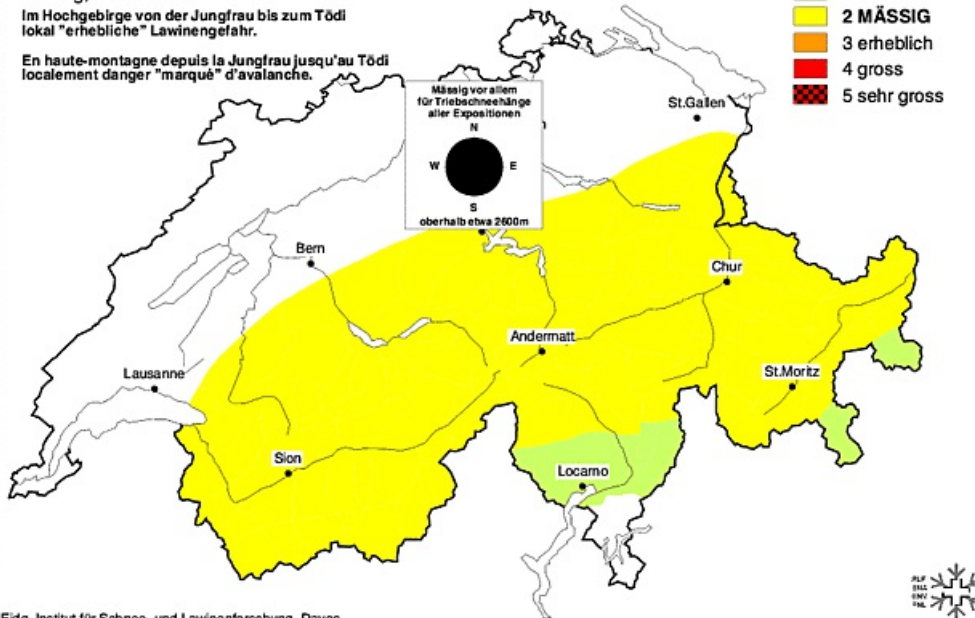 Im Hochgebirge von der Jungfrau bis zum Tödi
lokal "erhebliche" Lawinengefahr.
En haute-montagne depuis la Jungfrau jusqu'au Tödi
localement danger "marqué" d'avalanche.
2 MÄSSIG
3 erheblich
4 gross
5 sehr gross
Mässig vor allem
für Triebschneehänge
aller Expositionen
N
W E
S
oberhalb etwa 2600m
St.Gallen
Bern
Chur
Andermatt
Lausanne
St.Moritz
Sion
Locarno
SLF
Eidg. Institut für Schnee- und Lawinenforschung, Davos